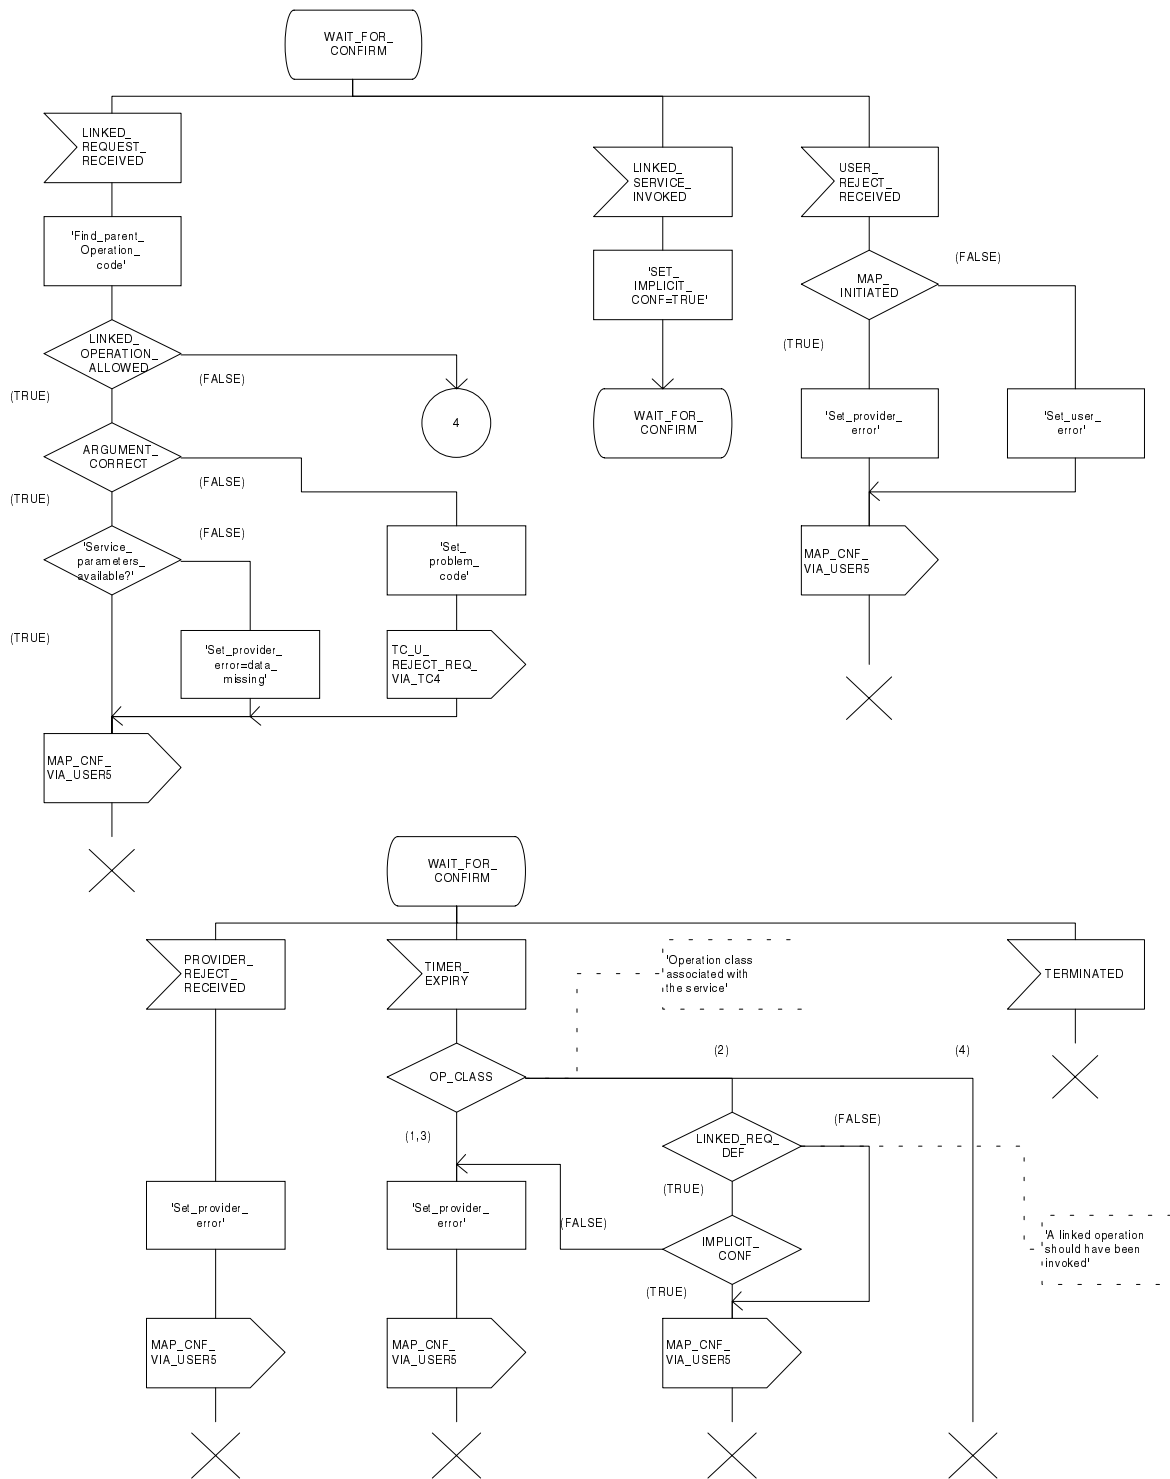 WAIT_FOR_
CONFIRM
LINKED_
REQUEST_
RECEIVED
LINKED_
SERVICE_
INVOKED
USER_
REJECT_
RECEIVED
'Find_parent_
Operation_
code'
'SET_
IMPLICIT_
CONF=TRUE'
(FALSE)
MAP_
INITIATED
(TRUE)
LINKED_
OPERATION_
ALLOWED
(FALSE)
(TRUE)
4
WAIT_FOR_
CONFIRM
'Set_provider_
error'
'Set_user_
error'
ARGUMENT_
CORRECT
(FALSE)
(TRUE)
(FALSE)
'Service_
parameters_
available?'
'Set_
problem_
code'
MAP_CNF_
VIA_USER5
(TRUE)
'Set_provider_
error=data_
missing'
TC_U_
REJECT_REQ_
VIA_TC4
MAP_CNF_
VIA_USER5
WAIT_FOR_
CONFIRM
PROVIDER_
REJECT_
RECEIVED
TIMER_
EXPIRY
'Operation class
associated with
the service'
TERMINATED
(2)
(4)
OP_CLASS
(1,3)
(FALSE)
LINKED_REQ_
DEF
(TRUE)
'Set_provider_
error'
'Set_provider_
error'
(FALSE)
IMPLICIT_
CONF
'A linked operation
should have been
invoked'
(TRUE)
MAP_CNF_
VIA_USER5
MAP_CNF_
VIA_USER5
MAP_CNF_
VIA_USER5